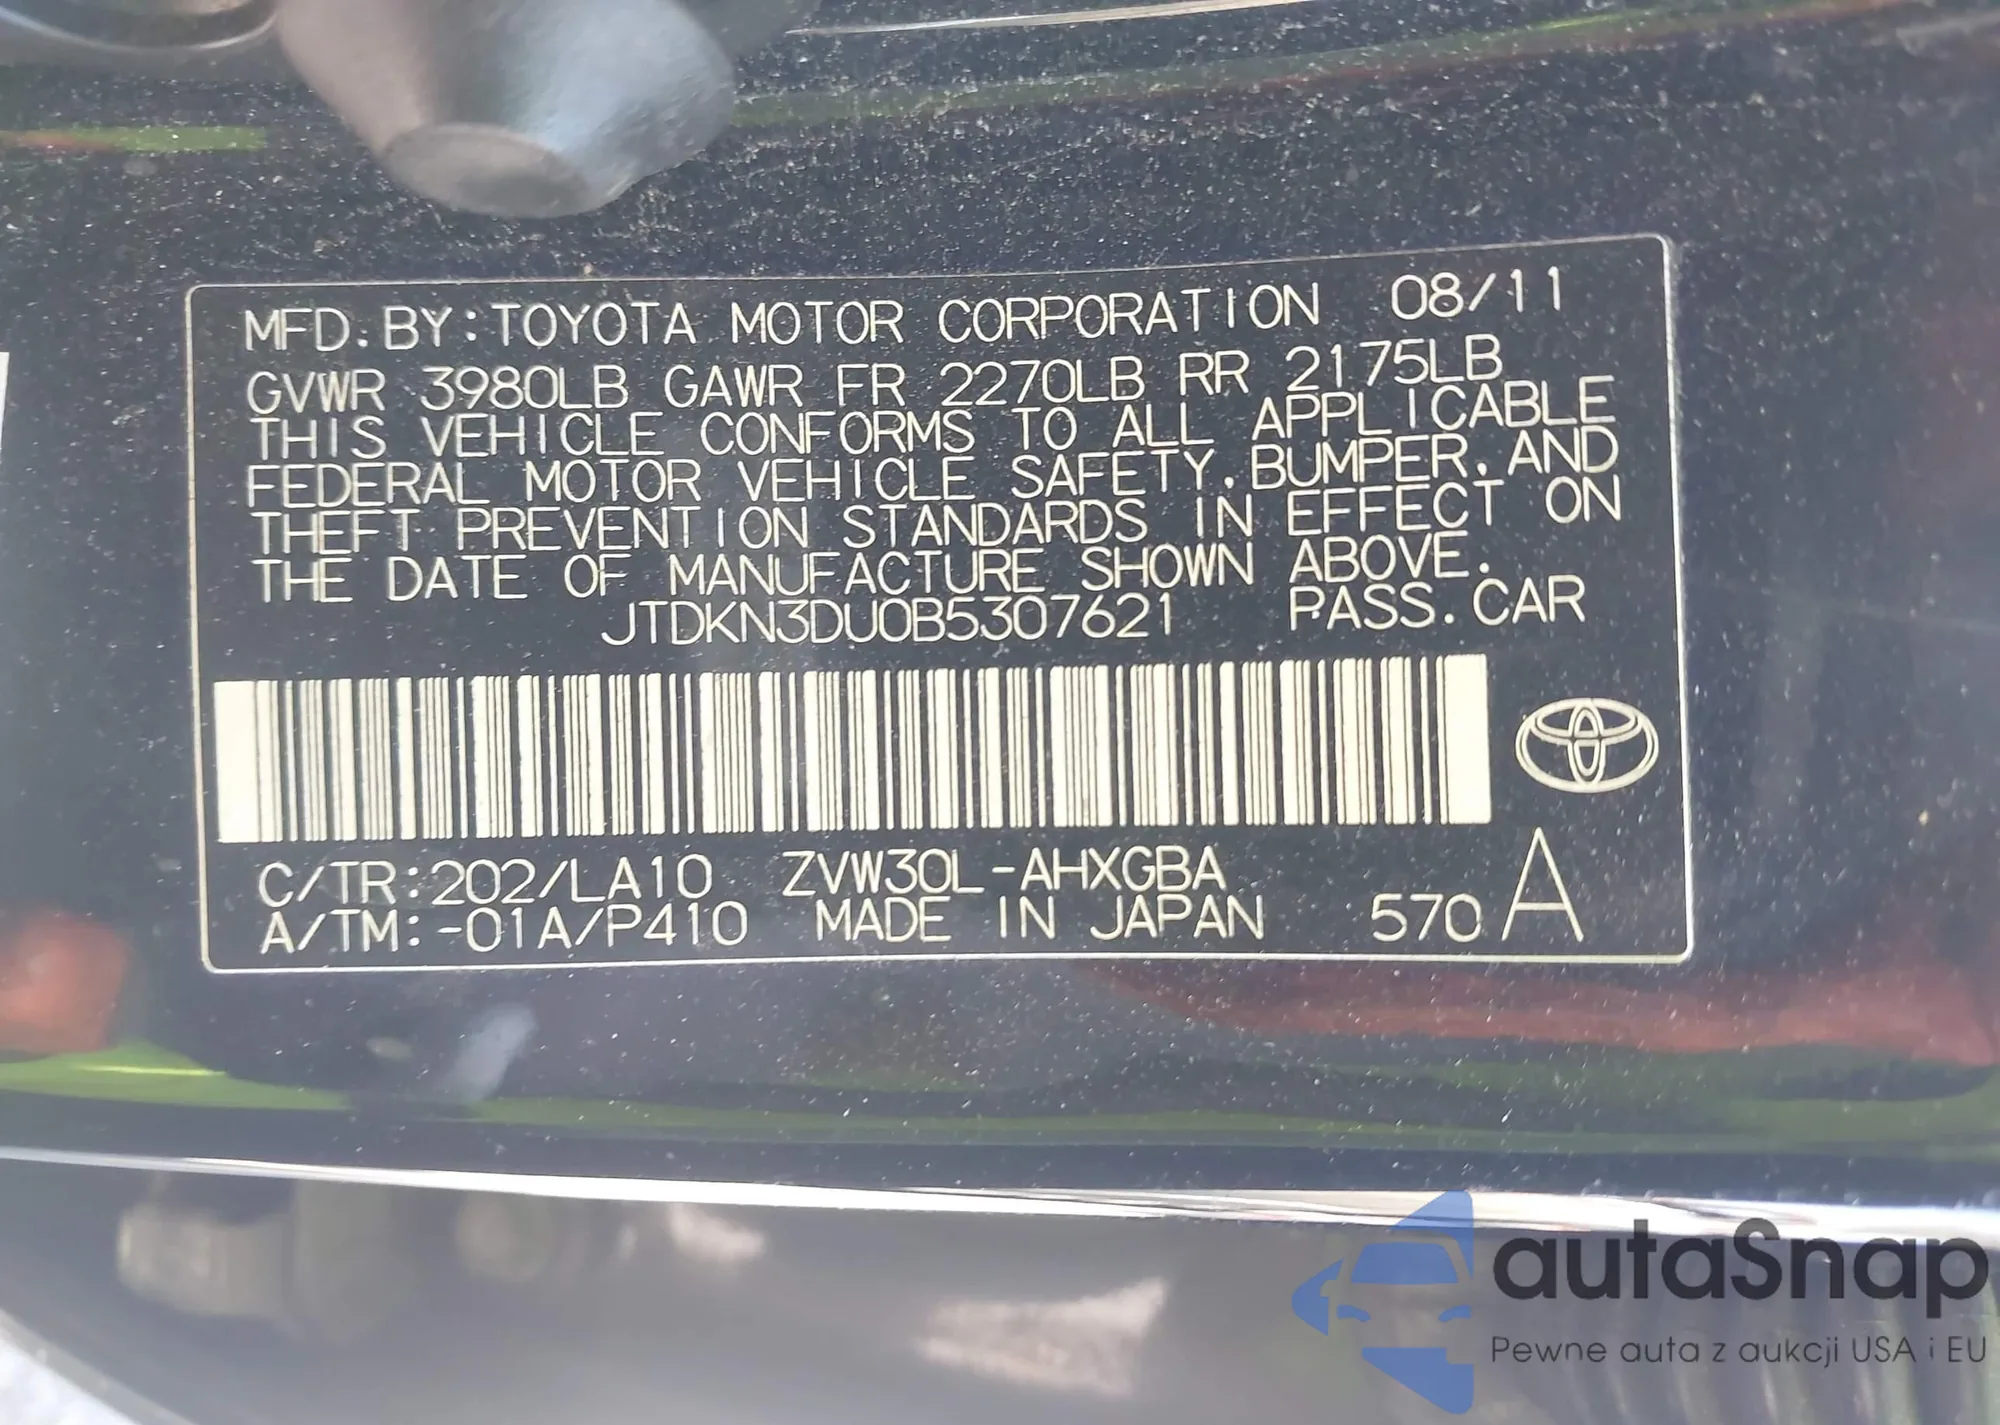 MFD. BY: TOYOTA MOTOR CORPORATION 08/11
GVWR 3980LB GAWR FR 2270LB RR 2175LB
THIS VEHICLE CONFORMS TO ALL APPLICABLE
FEDERAL MOTOR VEHICLE SAFETY, BUMPER, AND
THEFT PREVENTION STANDARDS IN EFFECT ON
THE DATE OF MANUFACTURE SHOWN ABOVE.
JTDKN3DU0B5307621 PASS. CAR
C/TR: 202/LA10 ZVW30L-AHXGBA
A/TM: -01A/P410 MADE IN JAPAN 570 A
autaSnap
Pewne auta z aukcji USA i EU